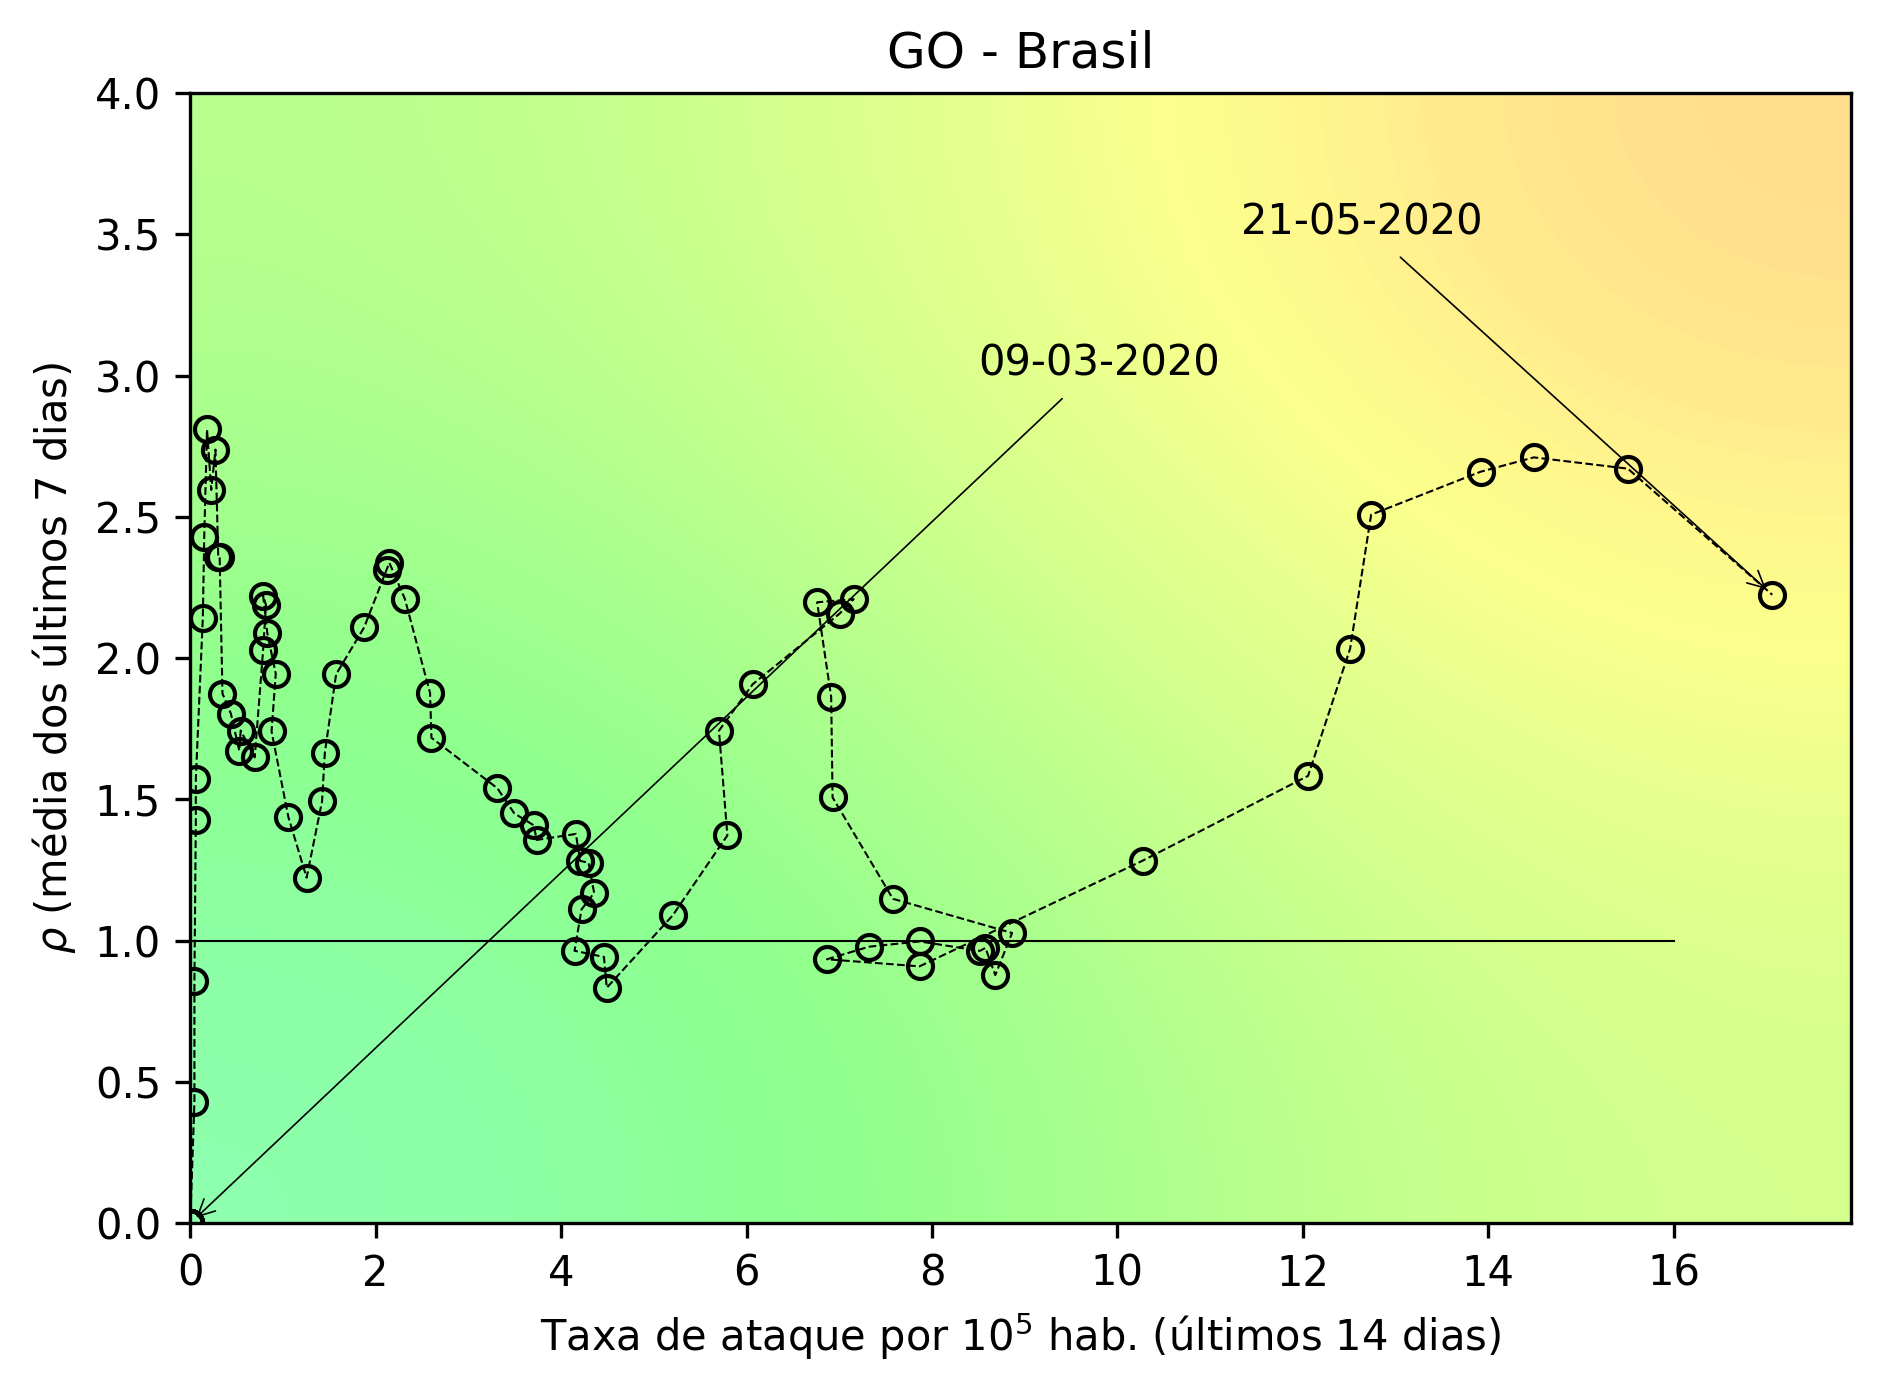 GO - Brasil
4.0
3.5
3.0
2.5
2.0
1.5
1.0
0.5
0.0
ρ (média dos últimos 7 dias)
21-05-2020
09-03-2020
0 2 4 6 8 10 12 14 16
Taxa de ataque por 10⁵ hab. (últimos 14 dias)